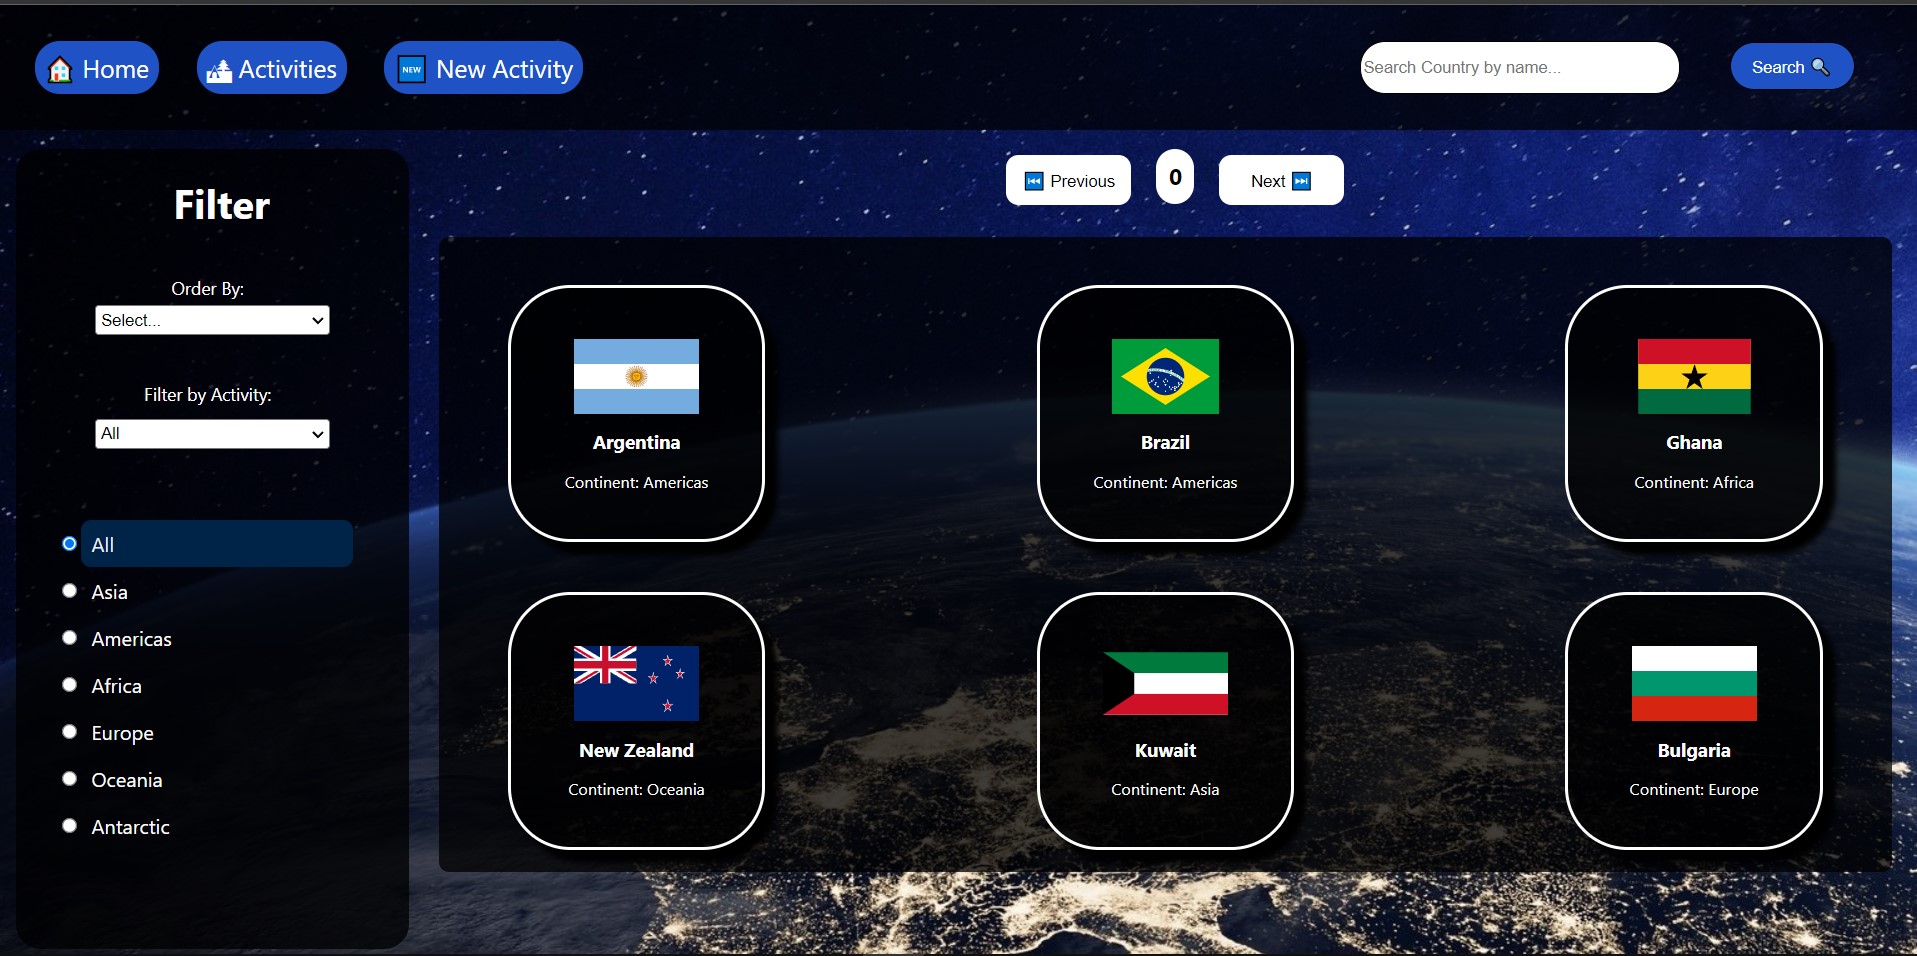 Home
Activities
NEW New Activity
Search Country by name...
Search
Previous
0
Next
Filter
Order By:
Select...
Filter by Activity:
All
All
Asia
Americas
Africa
Europe
Oceania
Antarctic
Argentina
Continent: Americas
Brazil
Continent: Americas
Ghana
Continent: Africa
New Zealand
Continent: Oceania
Kuwait
Continent: Asia
Bulgaria
Continent: Europe